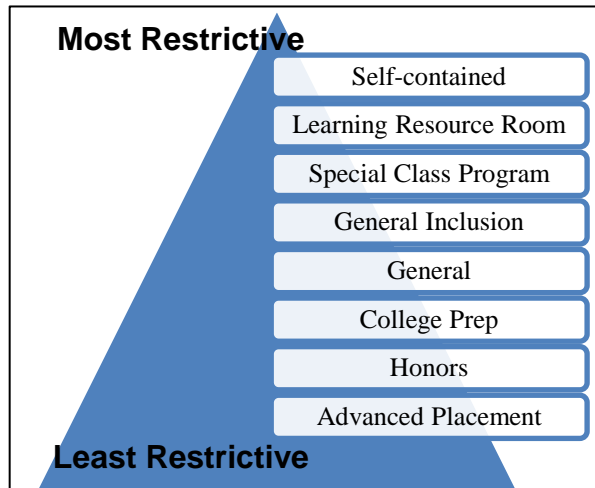 Most Restrictive
Self-contained
Learning Resource Room
Special Class Program
General Inclusion
General
College Prep
Honors
Advanced Placement
Least Restrictive